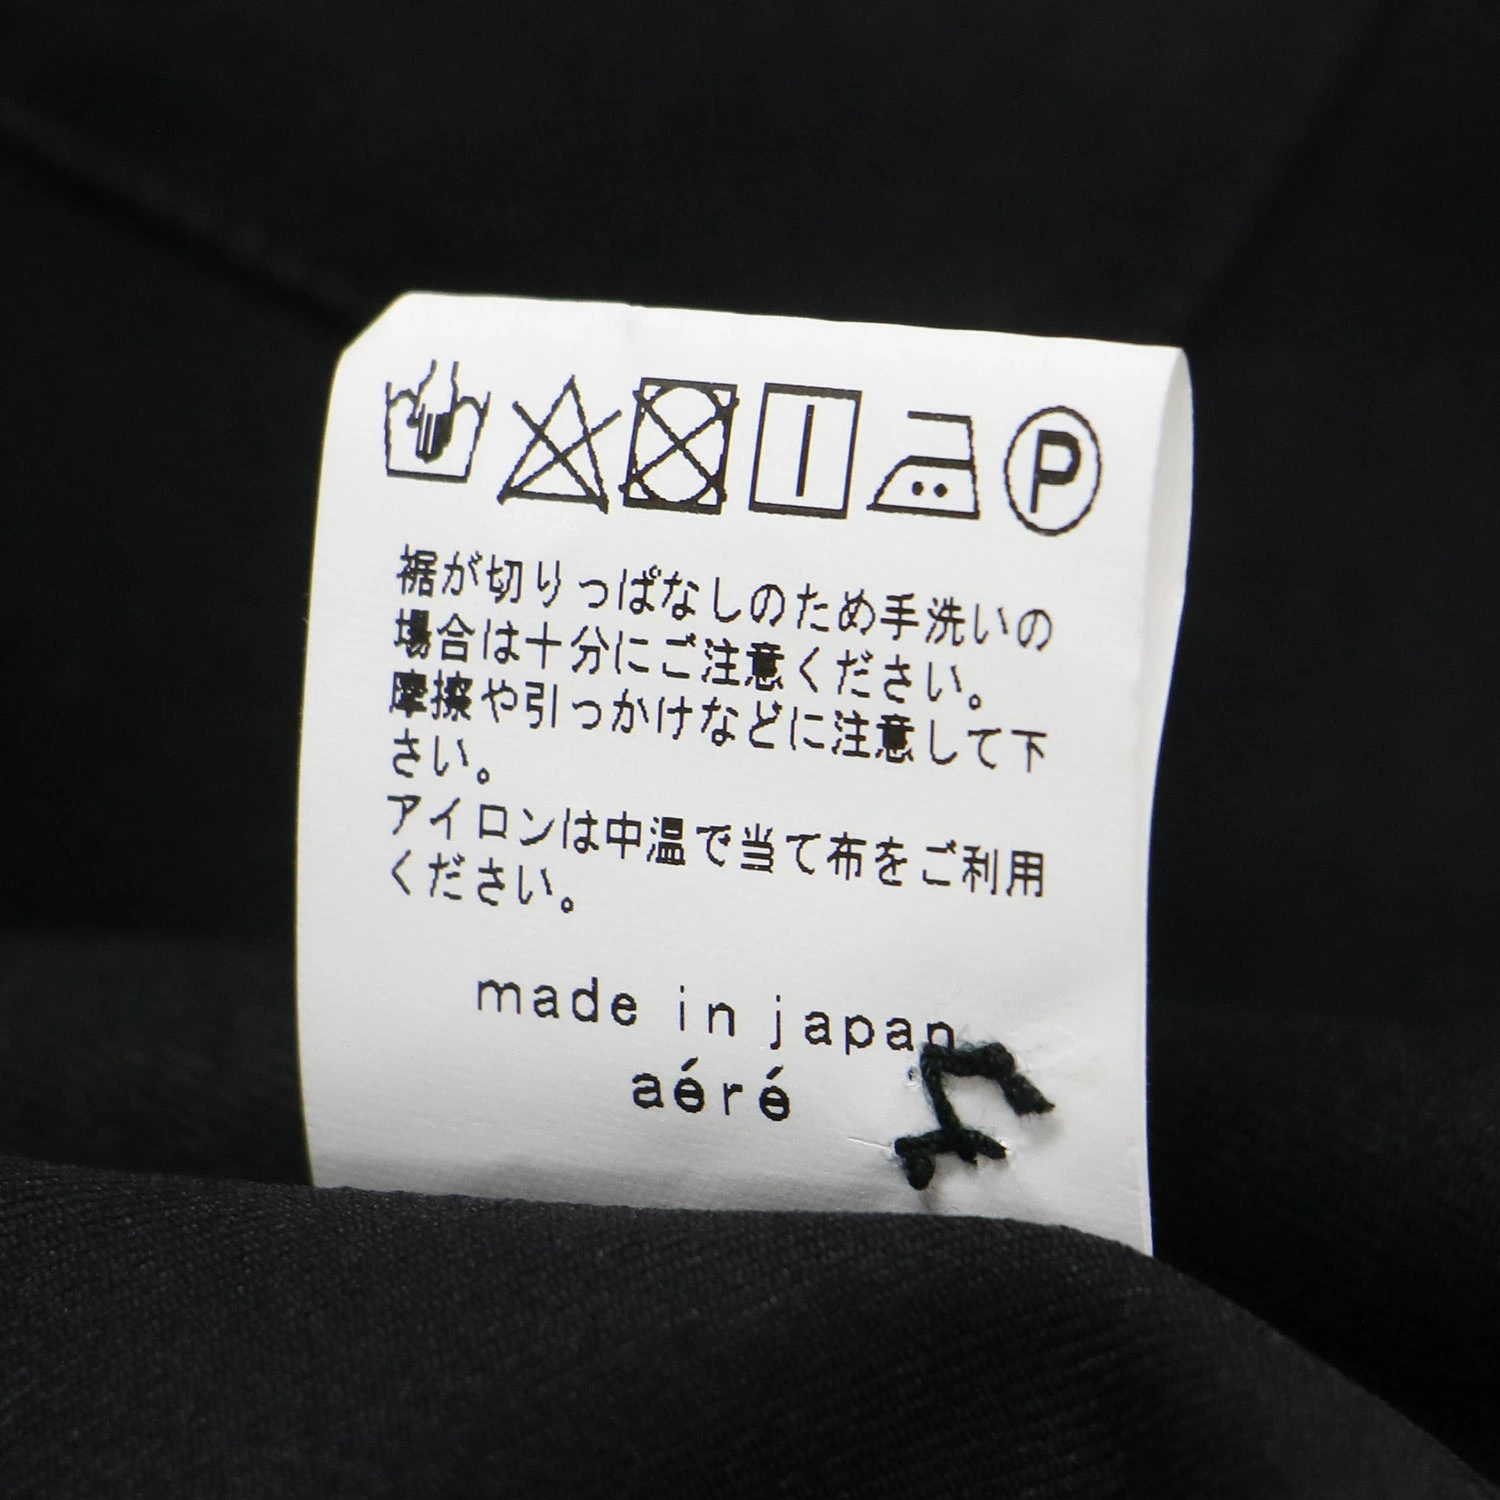 P
裾が切りっぱなしのため手洗いの
場合は十分にご注意ください。
摩擦や引っかけなどに注意して下
さい。
アイロンは中温で当て布をご利用
ください。
made in japan
aéré